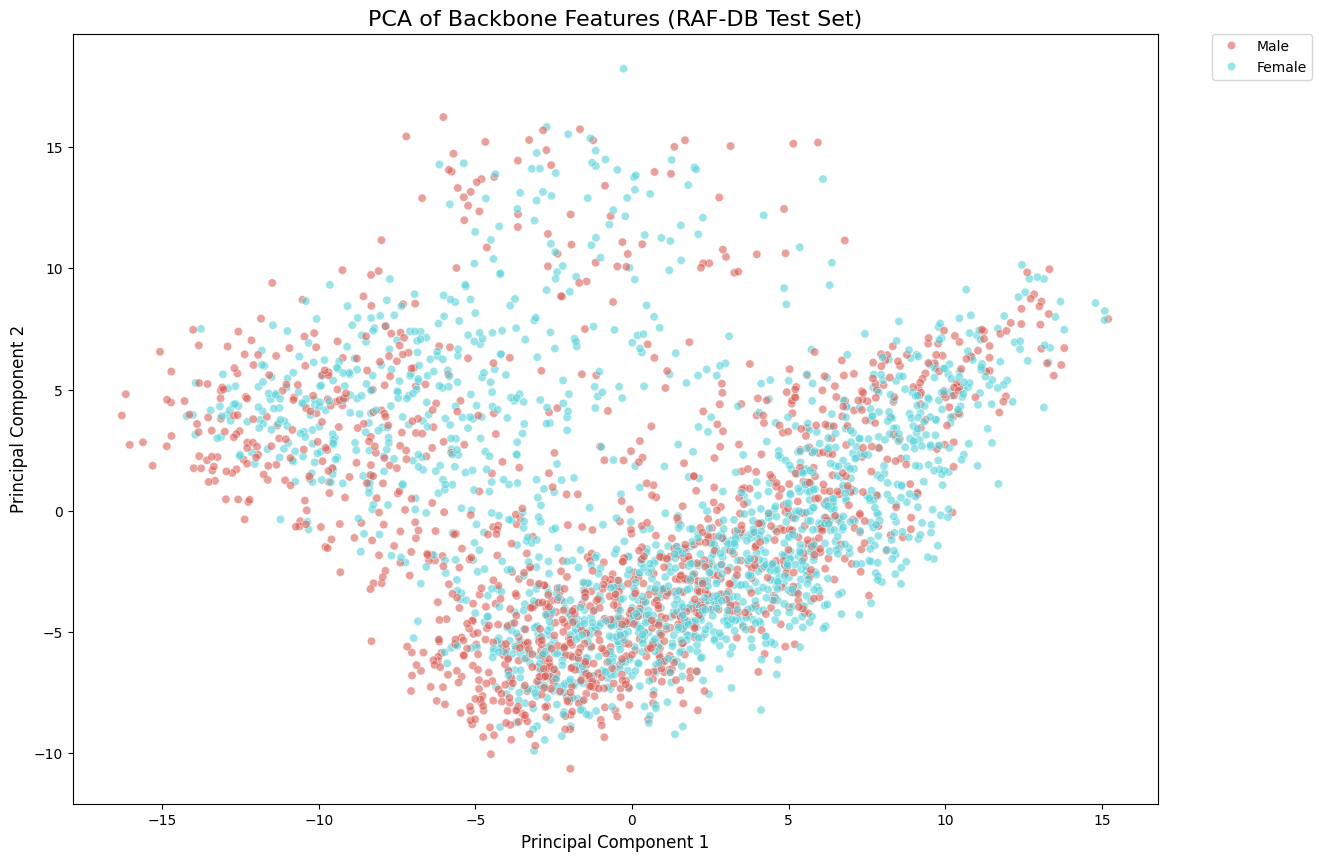 PCA of Backbone Features (RAF-DB Test Set)
Male
Female
Principal Component 2
15
10
5
0
−5
−10
−15
−10
−5
0
5
10
15
Principal Component 1